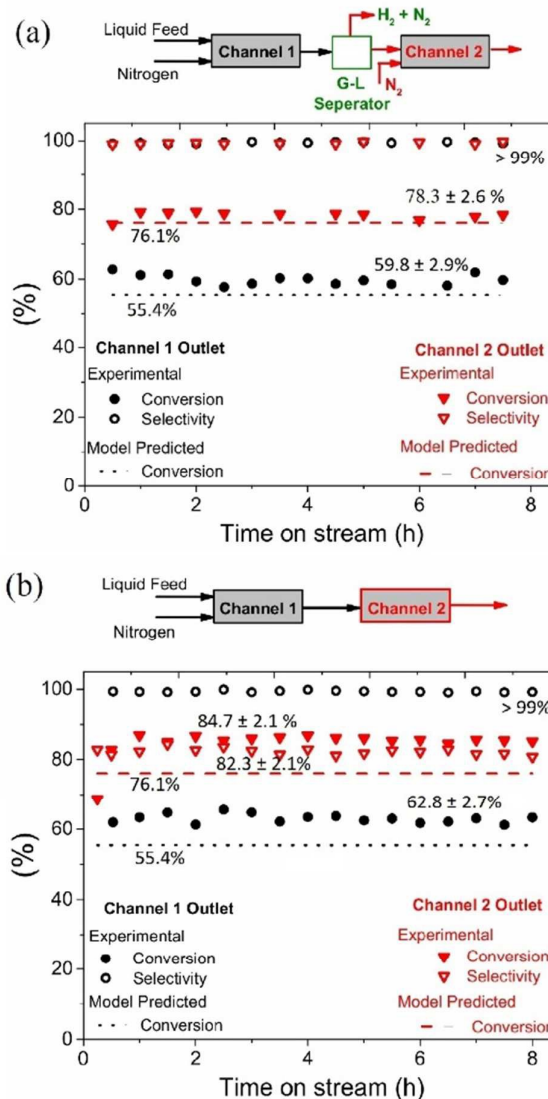 (a)
H2 + N2
Liquid Feed
Channel 1
Channel 2
Nitrogen
G-L
Seperator
N2
100
> 99%
80
78.3 ± 2.6 %
76.1%
60
59.8 ± 2.9%
55.4%
(%)
40
Channel 1 Outlet
Channel 2 Outlet
Experimental
Experimental
Conversion
Conversion
Selectivity
Selectivity
20
Model Predicted
Model Predicted
Conversion
Conversion
0
0 2 4 6 8
Time on stream (h)
(b)
Liquid Feed
Channel 1
Channel 2
Nitrogen
100
> 99%
84.7 ± 2.1 %
80
82.3 ± 2.1%
76.1%
62.8 ± 2.7%
60
55.4%
(%)
40
Channel 1 Outlet
Channel 2 Outlet
Experimental
Experimental
20
Conversion
Conversion
Selectivity
Selectivity
Model Predicted
Model Predicted
Conversion
Conversion
0
0 2 4 6 8
Time on stream (h)